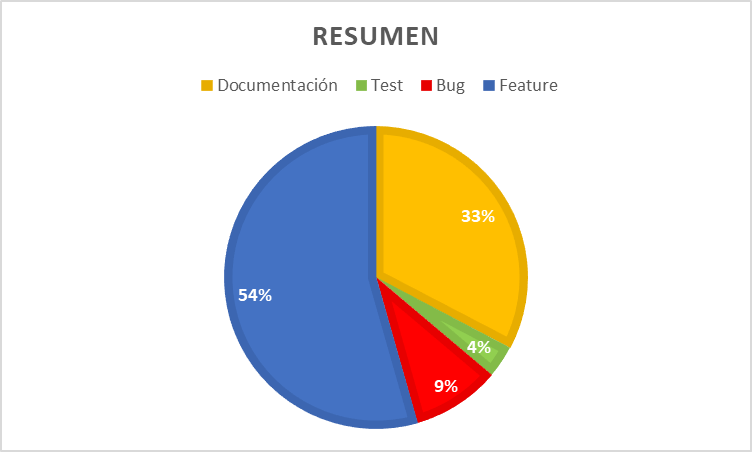 RESUMEN
Documentación Test Bug Feature
33%
54%
4%
9%